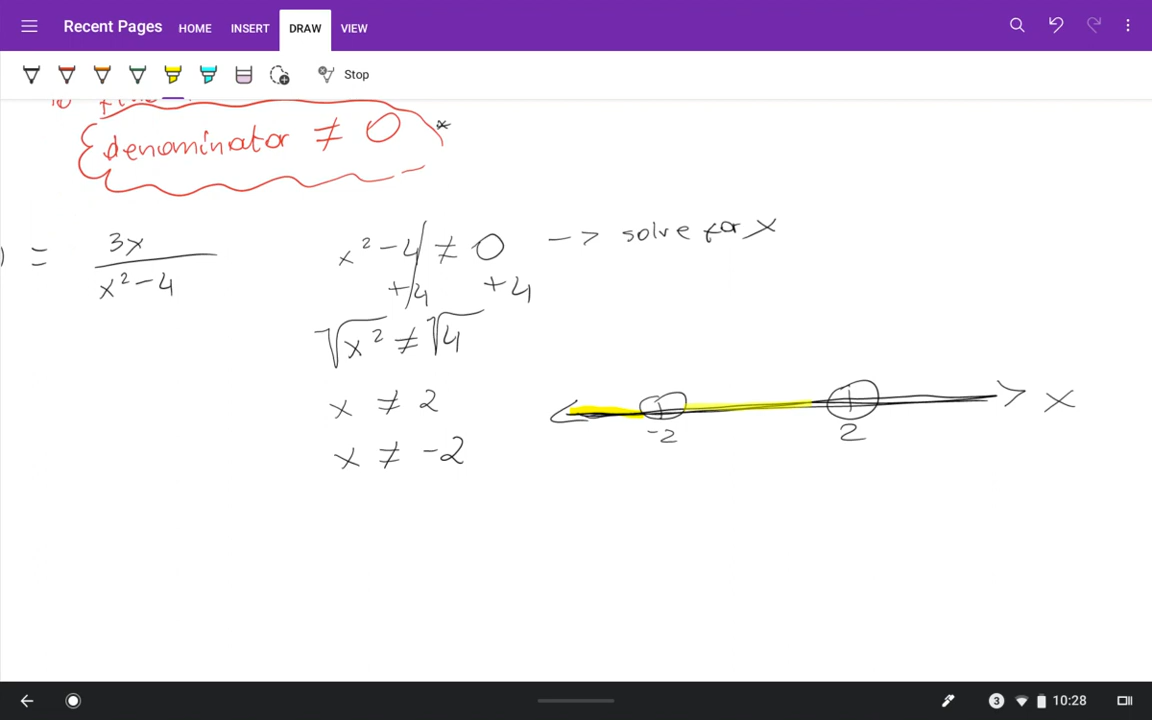 Recent Pages HOME INSERT DRAW VIEW
Stop
denominator ≠ 0 *
= 3x / x² - 4
x² - 4 ≠ 0 -> solve for x
+4 +4
√x² ≠ √4
x ≠ 2
x ≠ -2
-2 2 x
3 10:28